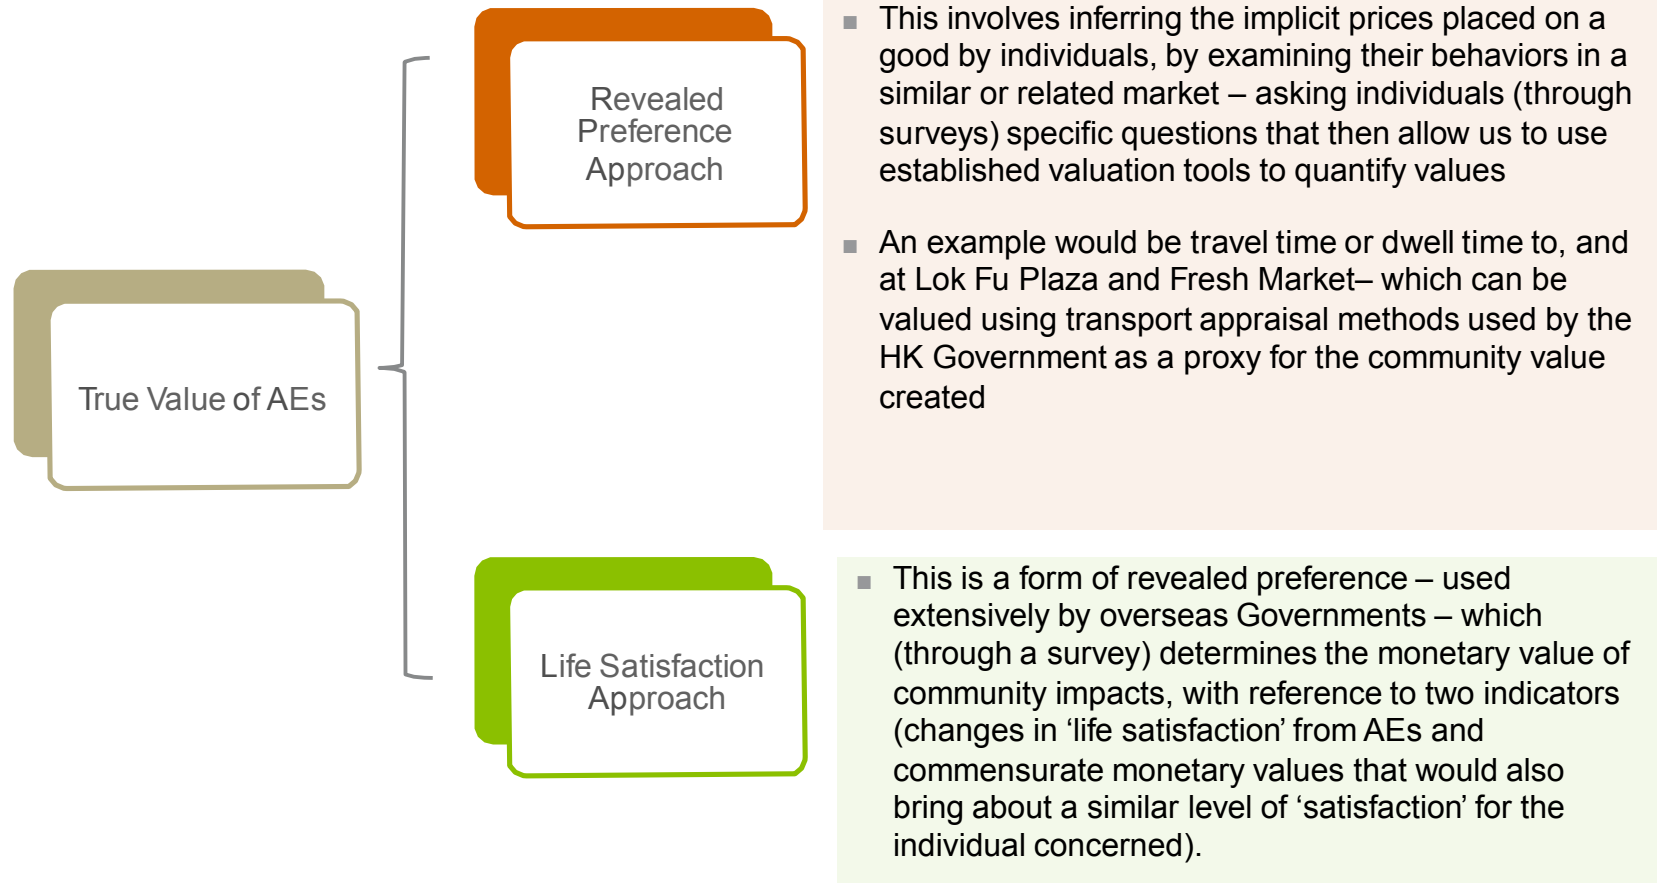 True Value of AEs
Revealed
Preference
Approach
This involves inferring the implicit prices placed on a
good by individuals, by examining their behaviors in a
similar or related market – asking individuals (through
surveys) specific questions that then allow us to use
established valuation tools to quantify values
An example would be travel time or dwell time to, and
at Lok Fu Plaza and Fresh Market– which can be
valued using transport appraisal methods used by the
HK Government as a proxy for the community value
created
Life Satisfaction
Approach
This is a form of revealed preference – used
extensively by overseas Governments – which
(through a survey) determines the monetary value of
community impacts, with reference to two indicators
(changes in ‘life satisfaction’ from AEs and
commensurate monetary values that would also
bring about a similar level of ‘satisfaction’ for the
individual concerned).